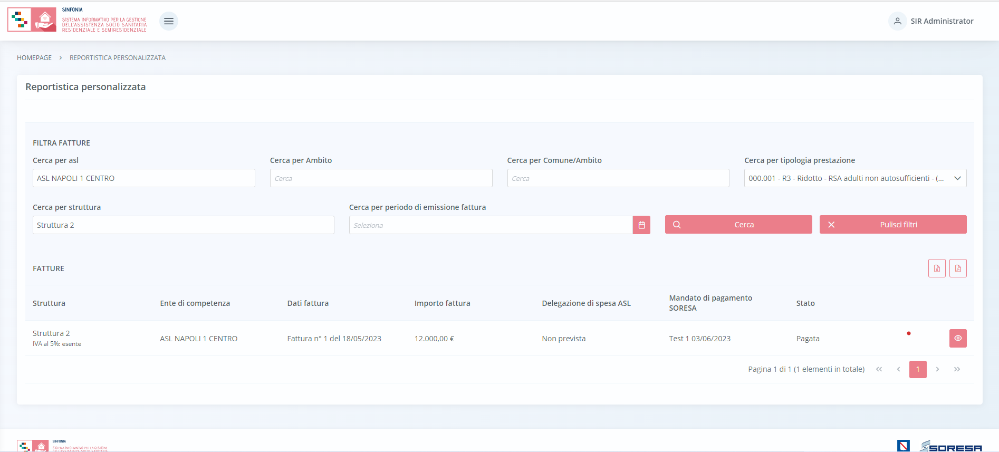 SINFONIA
SISTEMA INFORMATIVO PER LA GESTIONE
DELL'ASSISTENZA SOCIO SANITARIA
RESIDENZIALE E SEMIRESIDENZIALE
SIR Administrator
HOMEPAGE > REPORTISTICA PERSONALIZZATA
Reportistica personalizzata
FILTRA FATTURE
Cerca per asl
Cerca per Ambito
Cerca per Comune/Ambito
Cerca per tipologia prestazione
ASL NAPOLI 1 CENTRO
Cerca
Cerca
000.001 - R3 - Ridotto - RSA adulti non autosufficienti - (...
Cerca per struttura
Cerca per periodo di emissione fattura
Struttura 2
Seleziona
Cerca
Pulisci filtri
FATTURE
Struttura
Ente di competenza
Dati fattura
Importo fattura
Delegazione di spesa ASL
Mandato di pagamento
SORESA
Stato
Struttura 2
IVA al 5%: esente
ASL NAPOLI 1 CENTRO
Fattura n° 1 del 18/05/2023
12.000,00 €
Non prevista
Test 1 03/06/2023
Pagata
Pagina 1 di 1 (1 elementi in totale)
1
SINFONIA
SISTEMA INFORMATIVO PER LA GESTIONE
DELL'ASSISTENZA SOCIO SANITARIA
SORESA